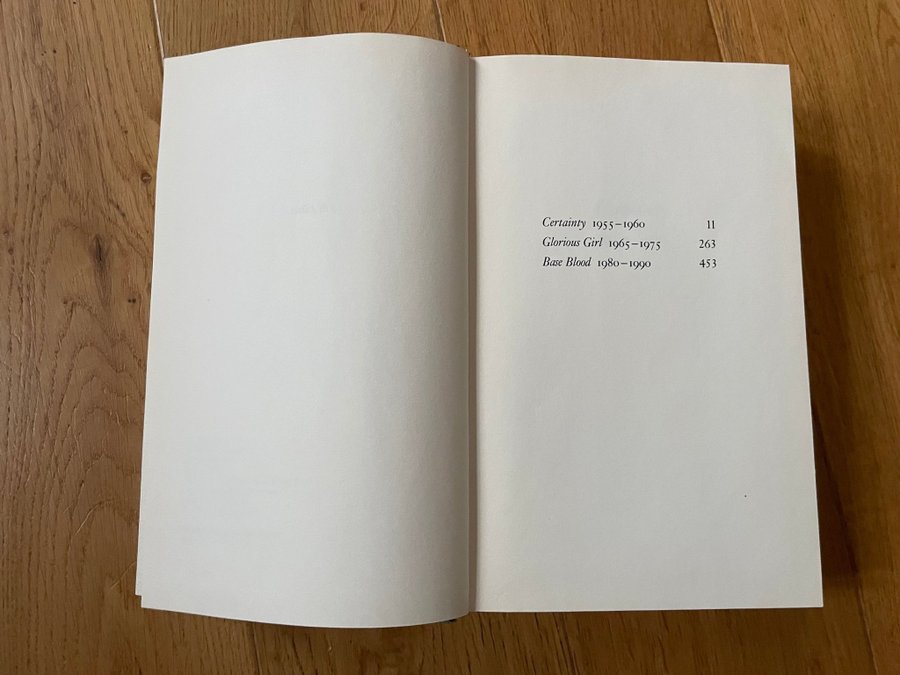 Certainty 1955–1960 11
Glorious Girl 1965–1975 263
Base Blood 1980–1990 453